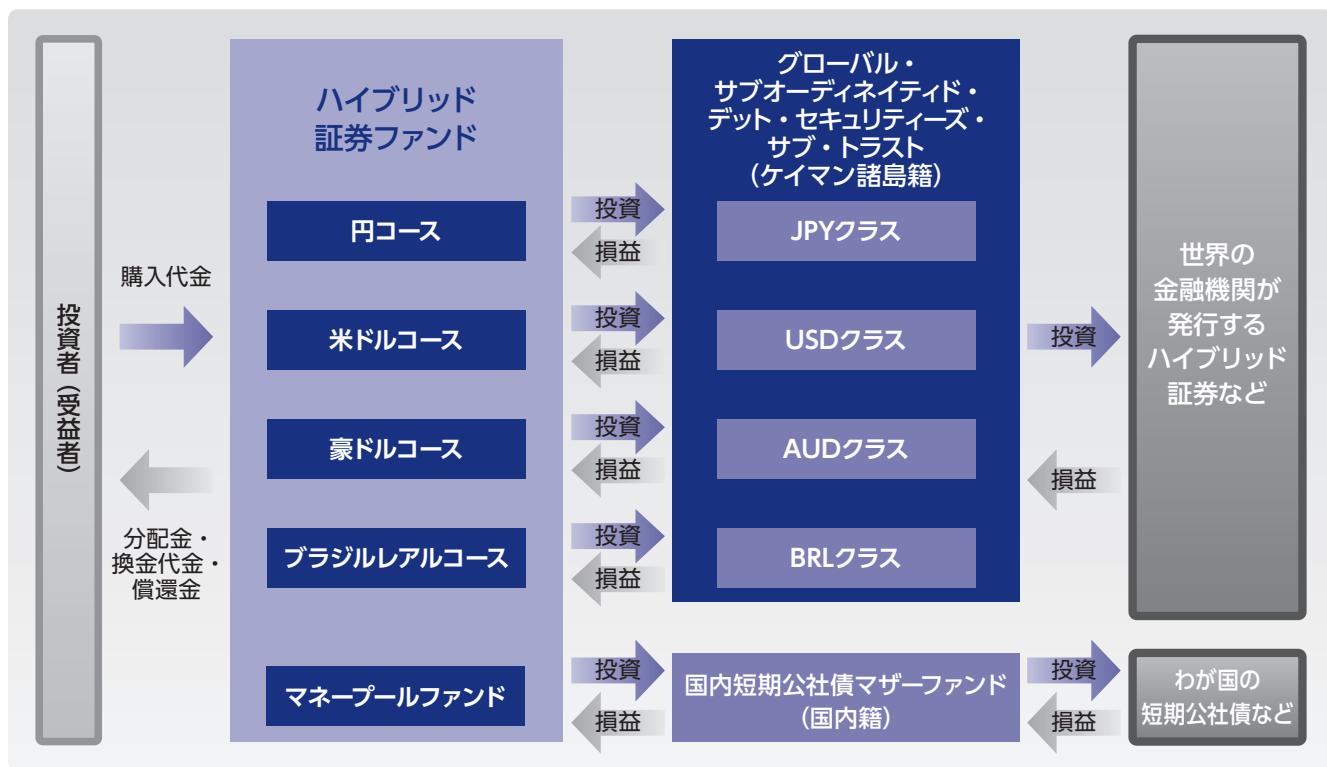 投資者(受益者)
購入代金
分配金・
換金代金・
償還金
ハイブリッド
証券ファンド
円コース
米ドルコース
豪ドルコース
ブラジルレアルコース
マネープールファンド
投資
損益
投資
損益
投資
損益
投資
損益
投資
損益
グローバル・
サブオーディネイティド・
デット・セキュリティーズ・
サブ・トラスト
(ケイマン諸島籍)
JPYクラス
USDクラス
AUDクラス
BRLクラス
国内短期公社債マザーファンド
(国内籍)
投資
損益
投資
損益
世界の
金融機関が
発行する
ハイブリッド
証券など
わが国の
短期公社債など